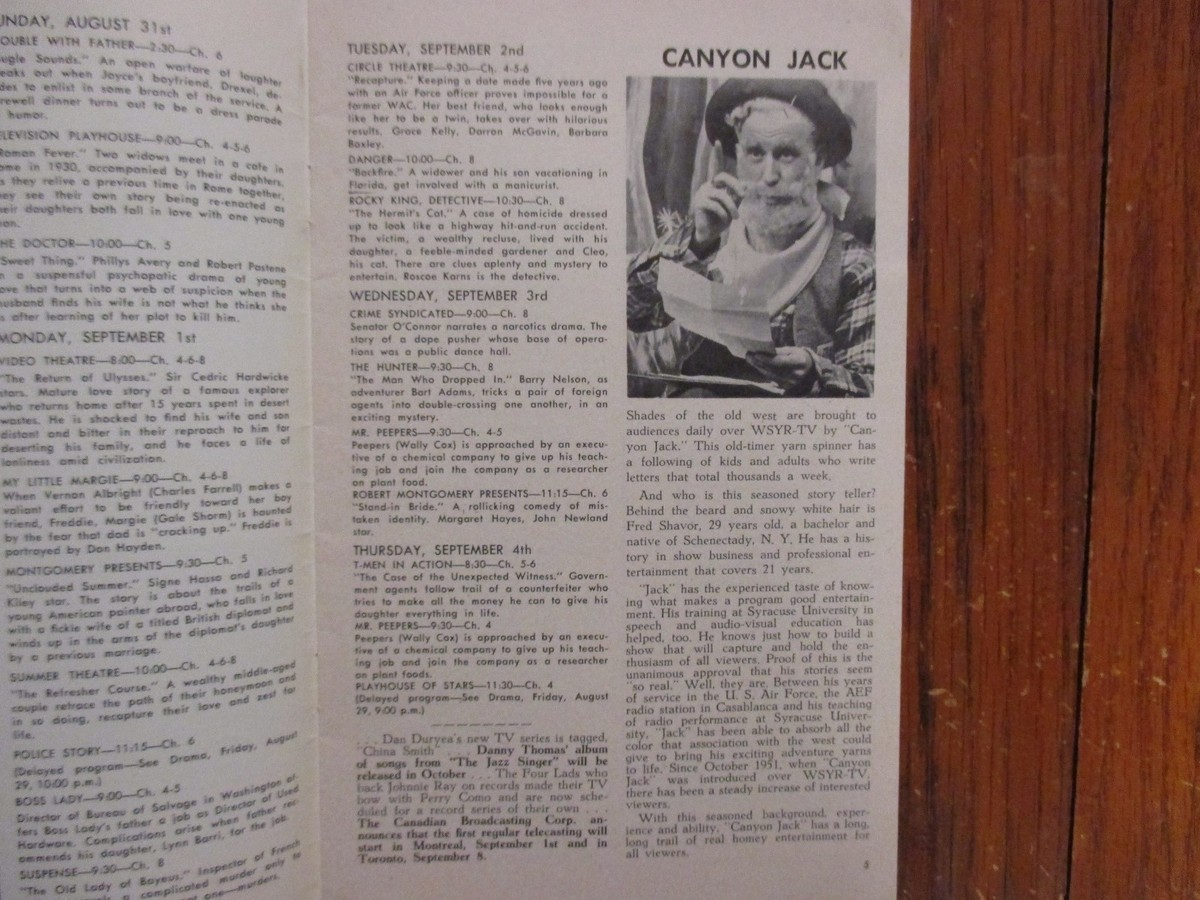 UNDAY, AUGUST 31st
OUBLE WITH FATHER—2:30—Ch. 6
ugle Sounds." An open warfare of laughter
eaks out when Joyce's boyfriend, Drexel, de-
des to enlist in some branch of the service. A
rewell dinner turns out to be a dress parade
humor.
ELEVISION PLAYHOUSE—9:00—Ch. 4-5-6
Roman Fever." Two widows meet in a cafe in
ome in 1930, accompanied by their daughters.
s they relive a previous time in Rome together,
ey see their own story being re-enacted as
eir daughters both fall in love with one young
an.
HE DOCTOR—10:00—Ch. 5
Sweet Thing." Phillys Avery and Robert Pastene
n a suspenseful psychopatic drama of young
ove that turns into a web of suspicion when the
usband finds his wife is not what he thinks she
s after learning of her plot to kill him.
MONDAY, SEPTEMBER 1st
VIDEO THEATRE—8:00—Ch. 4-6-8
"The Return of Ulysses." Sir Cedric Hardwicke
stars. Mature love story of a famous explorer
who returns home after 15 years spent in desert
wastes. He is shocked to find his wife and son
distant and bitter in their reproach to him for
deserting his family, and he faces a life of
lonliness amid civilization.
MY LITTLE MARGIE—9:00—Ch. 4-6-8
When Vernon Albright (Charles Farrell) makes a
valiant effort to be friendly toward her boy
friend, Freddie, Margie (Gale Shorm) is haunted
by the fear that dad is "cracking up." Freddie is
portrayed by Don Hayden.
MONTGOMERY PRESENTS—9:30—Ch. 5
"Unclouded Summer." Signe Hasso and Richard
Kiley star. The story is about the trails of a
young American painter abroad, who falls in love
with a fickle wife of a titled British diplomat and
winds up in the arms of the diplomat's daughter
by a previous marriage.
SUMMER THEATRE—10:00—Ch. 4-6-8
"The Refresher Course." A wealthy middle-aged
couple retrace the path of their honeymoon and
in so doing, recapture their love and zest for
life.
POLICE STORY—11:15—Ch. 6
(Delayed program—See Drama, Friday, August
29, 10:00 p.m.)
BOSS LADY—9:00—Ch. 4-5
Director of Bureau of Salvage in Washington of-
fers Boss Lady's father a job as Director of Used
Hardware. Complications arise when father rec-
ommends his daughter, Lynn Barri, for the job.
SUSPENSE—9:30—Ch. 8
"The Old Lady of Bayeux." Inspector of French
a complicated murder only to
one—murders.
TUESDAY, SEPTEMBER 2nd
CIRCLE THEATRE—9:30—Ch. 4-5-6
"Recapture." Keeping a date made five years ago
with an Air Force officer proves impossible for a
former WAC. Her best friend, who looks enough
like her to be a twin, takes over with hilarious
results. Grace Kelly, Darron McGavin, Barbara
Baxley.
DANGER—10:00—Ch. 8
"Backfire." A widower and his son vacationing in
Florida, get involved with a manicurist.
ROCKY KING, DETECTIVE—10:30—Ch. 8
"The Hermit's Cat." A case of homicide dressed
up to look like a highway hit-and-run accident.
The victim, a wealthy recluse, lived with his
daughter, a feeble-minded gardener and Cleo,
his cat. There are clues aplenty and mystery to
entertain. Roscoe Karns is the detective.
WEDNESDAY, SEPTEMBER 3rd
CRIME SYNDICATED—9:00—Ch. 8
Senator O'Connor narrates a narcotics drama. The
story of a dope pusher whose base of opera-
tions was a public dance hall.
THE HUNTER—9:30—Ch. 8
"The Man Who Dropped In." Barry Nelson, as
adventurer Bart Adams, tricks a pair of foreign
agents into double-crossing one another, in an
exciting mystery.
MR. PEEPERS—9:30—Ch. 4-5
Peepers (Wally Cox) is approached by an execu-
tive of a chemical company to give up his teach-
ing job and join the company as a researcher
on plant food.
ROBERT MONTGOMERY PRESENTS—11:15—Ch. 6
"Stand-in Bride." A rollicking comedy of mis-
taken identity. Margaret Hayes, John Newland
star.
THURSDAY, SEPTEMBER 4th
T-MEN IN ACTION—8:30—Ch. 5-6
"The Case of the Unexpected Witness." Govern-
ment agents follow trail of a counterfeiter who
tries to make all the money he can to give his
daughter everything in life.
MR. PEEPERS—9:30—Ch. 4
Peepers (Wally Cox) is approached by an execu-
tive of a chemical company to give up his teach-
ing job and join the company as a researcher
on plant foods.
PLAYHOUSE OF STARS—11:30—Ch. 4
(Delayed program—See Drama, Friday, August
29, 9:00 p.m.)
. . . Dan Duryea's new TV series is tagged,
"China Smith" . . . Danny Thomas' album
of songs from "The Jazz Singer" will be
released in October . . . The Four Lads who
back Johnnie Ray on records made their TV
bow with Perry Como and are now sche-
duled for a record series of their own . . .
The Canadian Broadcasting Corp. an-
nounces that the first regular telecasting will
start in Montreal, September 1st and in
Toronto, September 8.
CANYON JACK
Shades of the old west are brought to
audiences daily over WSYR-TV by "Can-
yon Jack." This old-timer yarn spinner has
a following of kids and adults who write
letters that total thousands a week.
And who is this seasoned story teller?
Behind the beard and snowy white hair is
Fred Shavor, 29 years old, a bachelor and
native of Schenectady, N. Y. He has a his-
tory in show business and professional en-
tertainment that covers 21 years.
"Jack" has the experienced taste of know-
ing what makes a program good entertain-
ment. His training at Syracuse University in
speech and audio-visual education has
helped, too. He knows just how to build a
show that will capture and hold the en-
thusiasm of all viewers. Proof of this is the
unanimous approval that his stories seem
"so real." Well, they are. Between his years
of service in the U. S. Air Force, the AEF
radio station in Casablanca and his teaching
of radio performance at Syracuse Univer-
sity, "Jack" has been able to absorb all the
color that association with the west could
give to bring his exciting adventure yarns
to life. Since October 1951, when "Canyon
Jack" was introduced over WSYR-TV,
there has been a steady increase of interested
viewers.
With this seasoned background, exper-
ience and ability, "Canyon Jack" has a long,
long trail of real homey entertainment for
all viewers.